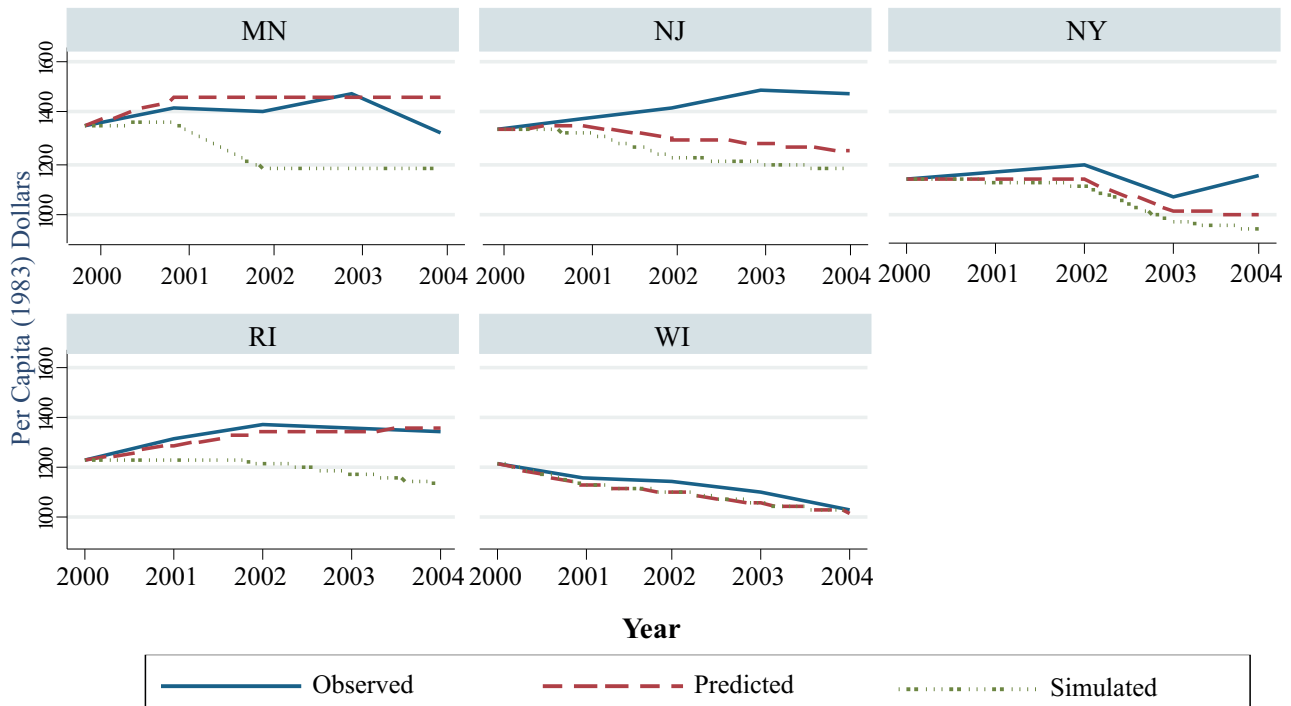 MN NJ NY
1600
1400
1200
1000
2000 2001 2002 2003 2004 2000 2001 2002 2003 2004 2000 2001 2002 2003 2004
Per Capita (1983) Dollars
RI WI
1600
1400
1200
1000
2000 2001 2002 2003 2004 2000 2001 2002 2003 2004
Year
Observed Predicted Simulated